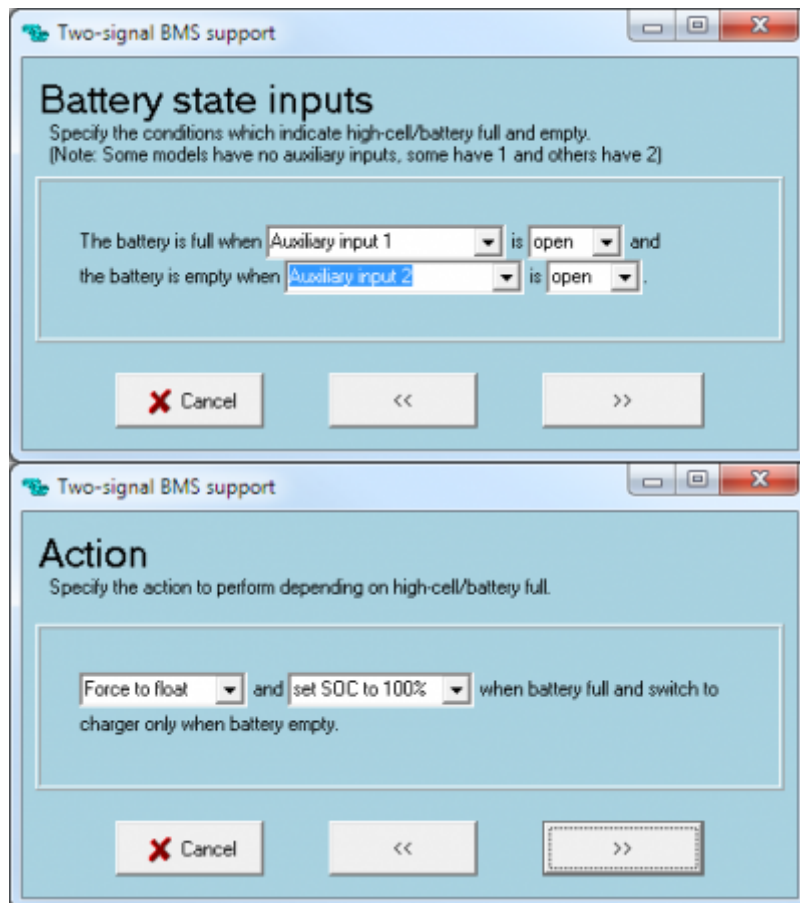 Two-signal BMS support
Battery state inputs
Specify the conditions which indicate high-cell/battery full and empty.
(Note: Some models have no auxiliary inputs, some have 1 and others have 2)
The battery is full when Auxiliary input 1 is open and
the battery is empty when Auxiliary input 2 is open .
Cancel << >>
Two-signal BMS support
Action
Specify the action to perform depending on high-cell/battery full.
Force to float and set SOC to 100% when battery full and switch to
charger only when battery empty.
Cancel << >>